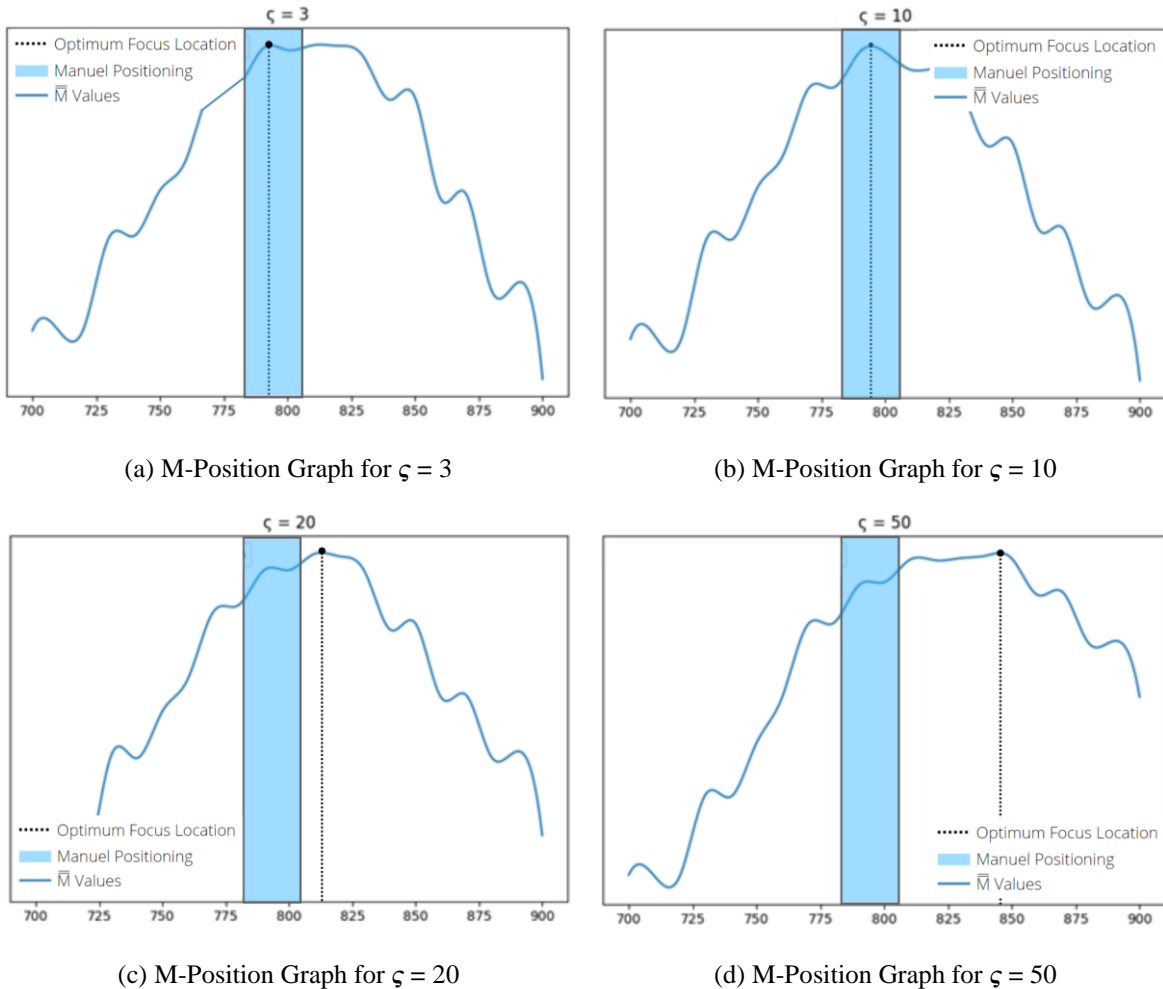 ς = 3
Optimum Focus Location
Manuel Positioning
M̿ Values
700 725 750 775 800 825 850 875 900
(a) M-Position Graph for ς = 3
ς = 10
Optimum Focus Location
Manuel Positioning
M̿ Values
700 725 750 775 800 825 850 875 900
(b) M-Position Graph for ς = 10
ς = 20
Optimum Focus Location
Manuel Positioning
M̿ Values
700 725 750 775 800 825 850 875 900
(c) M-Position Graph for ς = 20
ς = 50
Optimum Focus Location
Manuel Positioning
M̿ Values
700 725 750 775 800 825 850 875 900
(d) M-Position Graph for ς = 50